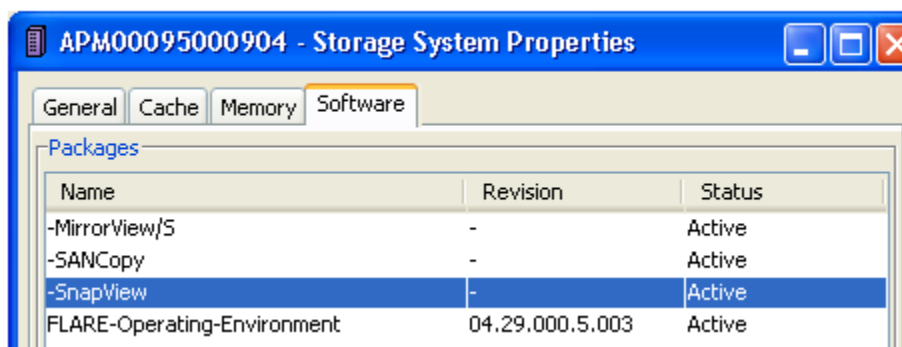 APM00095000904 - Storage System Properties
General Cache Memory Software
Packages
Name Revision Status
-MirrorView/S - Active
-SANCopy - Active
-SnapView - Active
FLARE-Operating-Environment 04.29.000.5.003 Active